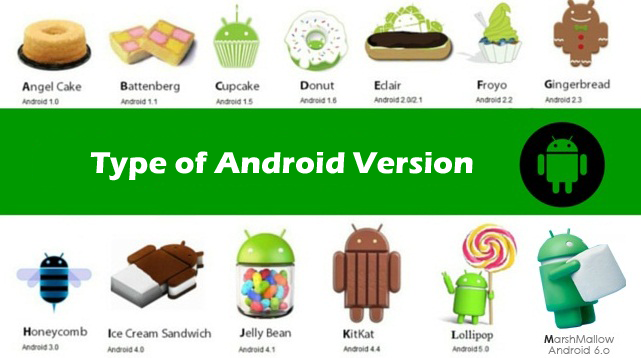 Angel Cake
Android 1.0
Battenberg
Android 1.1
Cupcake
Android 1.5
Donut
Android 1.6
Eclair
Android 2.0/2.1
Froyo
Android 2.2
Gingerbread
Android 2.3
Type of Android Version
Honeycomb
Android 3.0
Ice Cream Sandwich
Android 4.0
Jelly Bean
Android 4.1
KitKat
Android 4.4
Lollipop
Android 5.0
MarshMallow
Android 6.o